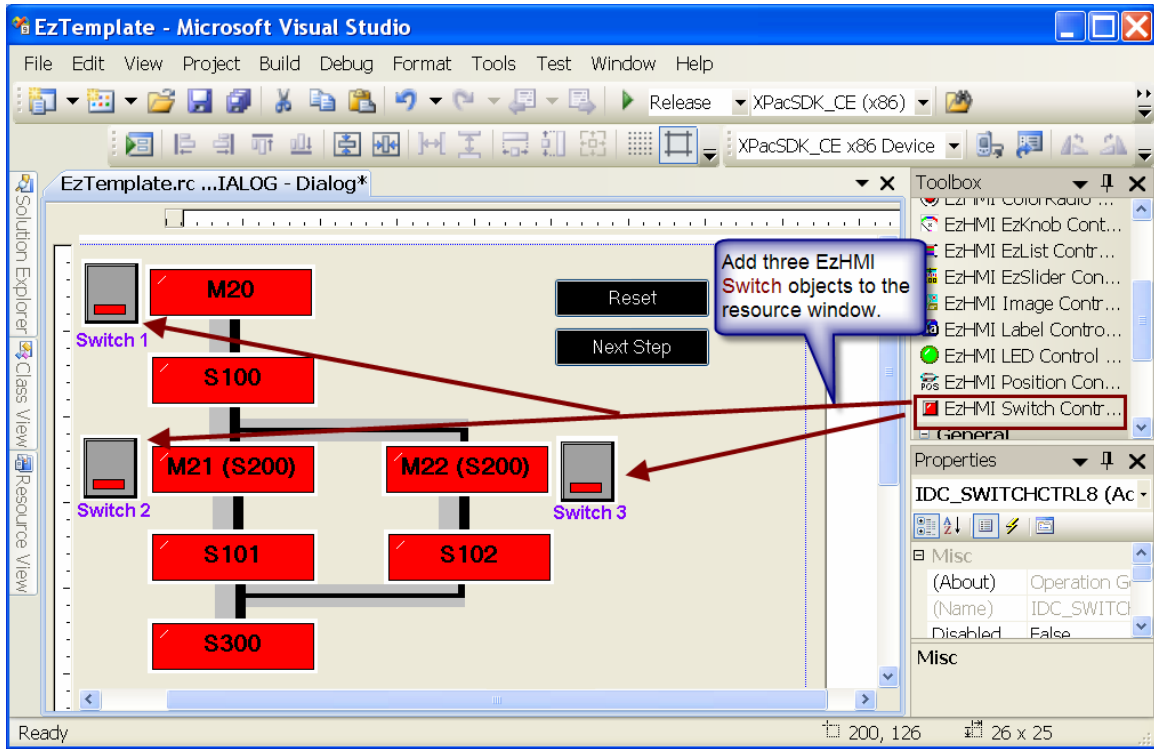 EzTemplate - Microsoft Visual Studio
File Edit View Project Build Debug Format Tools Test Window Help
Release XPacSDK_CE (x86)
XPacSDK_CE x86 Device
Solution Explorer
Class View
Resource View
EzTemplate.rc ...IALOG - Dialog*
M20
Switch 1
S100
Reset
Next Step
M21 (S200)
M22 (S200)
Switch 2
Switch 3
S101
S102
S300
Add three EzHMI
Switch objects to the
resource window.
Toolbox
EzHMI ColorRadio ...
EzHMI EzKnob Cont...
EzHMI EzList Contr...
EzHMI EzSlider Con...
EzHMI Image Contr...
EzHMI Label Contro...
EzHMI LED Control ...
POS EzHMI Position Con...
EzHMI Switch Contr...
General
Properties
IDC_SWITCHCTRL8 (Ac
Misc
(About) Operation G
(Name) IDC_SWITC
Disabled False
Misc
Ready
200, 126
26 x 25